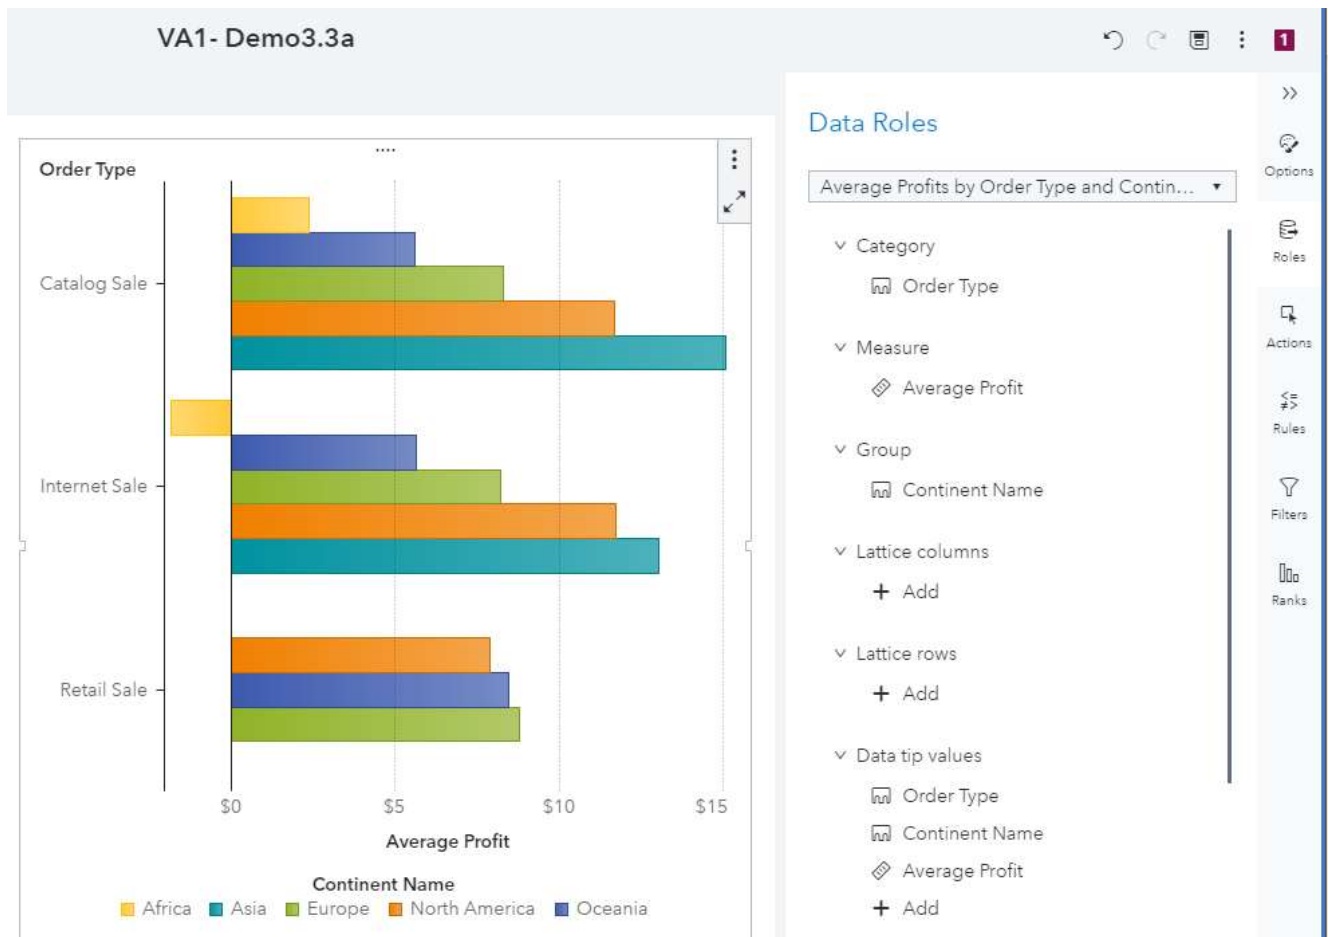 VA1- Demo3.3a
1
Order Type
Catalog Sale
Internet Sale
Retail Sale
$0 $5 $10 $15
Average Profit
Continent Name
Africa Asia Europe North America Oceania
Data Roles
Average Profits by Order Type and Contin...
Category
Order Type
Measure
Average Profit
Group
Continent Name
Lattice columns
+ Add
Lattice rows
+ Add
Data tip values
Order Type
Continent Name
Average Profit
+ Add
Options
Roles
Actions
Rules
Filters
Ranks